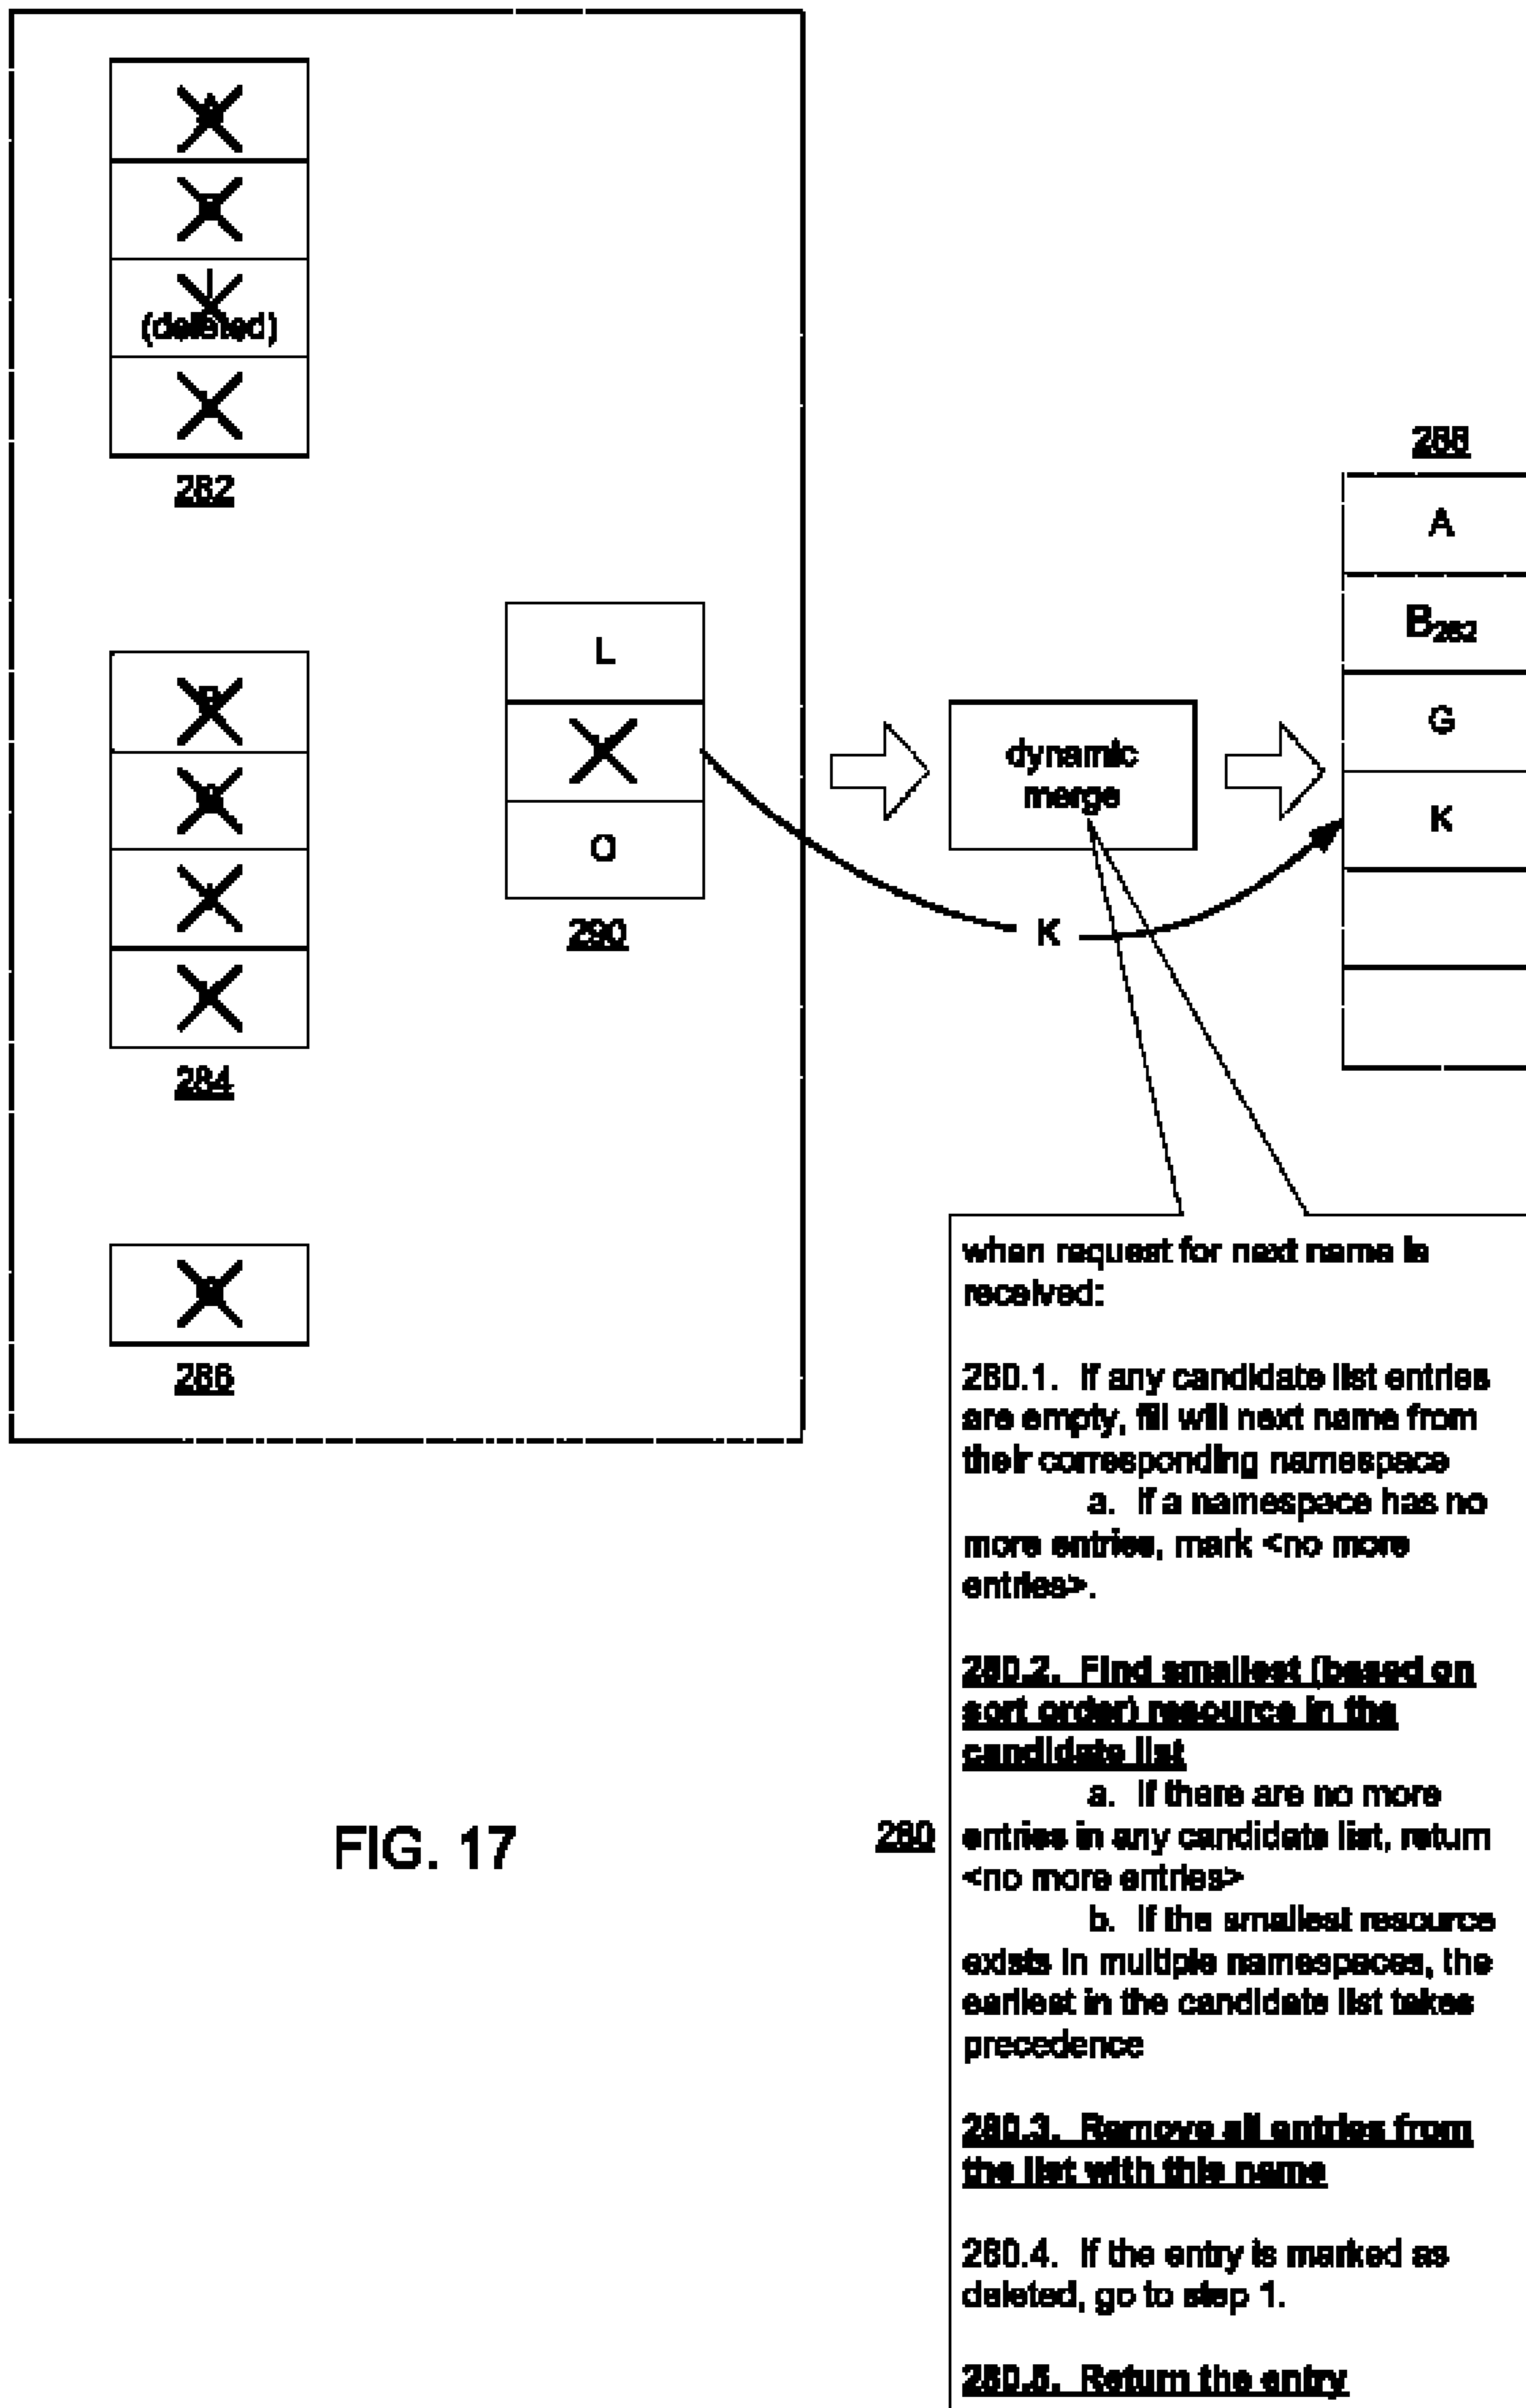 (deleted)
282
288
A
B282
G
K
L
O
290
dynamic
merge
K
284
286
when request for next name is
received:
280.1. If any candidate list entries
are empty, fill will next name from
their corresponding namespace
a. If a namespace has no
more entries, mark <no more
entries>.
280.2. Find smallest (based on
sort order) resource in the
candidate list
a. If there are no more
entries in any candidate list, return
<no more entries>
b. If the smallest resource
exists in multiple namespaces, the
earliest in the candidate list takes
precedence
280.3. Remove all entries from
the list with this name
280.4. If the entry is marked as
deleted, go to step 1.
280.5. Return the entry
280
FIG. 17